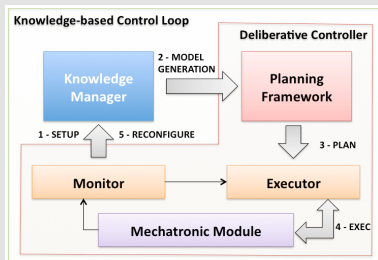 Knowledge-based Control Loop
Deliberative Controller
2 - MODEL
GENERATION
Knowledge
Manager
Planning
Framework
1 - SETUP
5 - RECONFIGURE
3 - PLAN
Monitor
Executor
4 - EXEC
Mechatronic Module